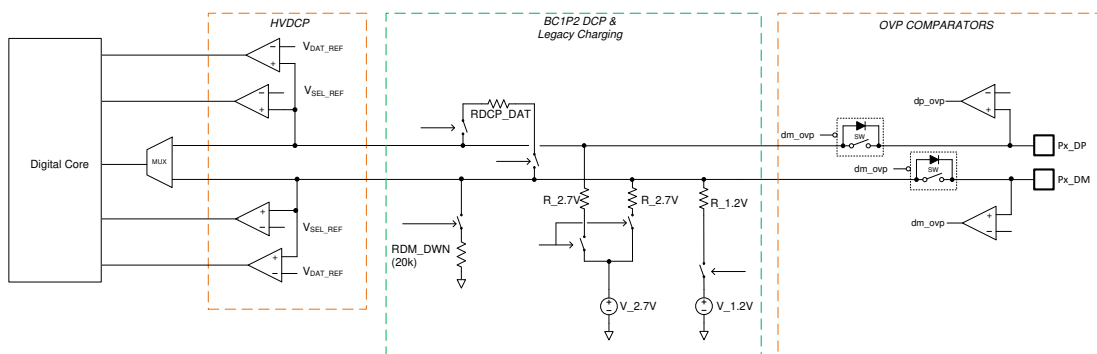 HVDCP
BC1P2 DCP &
Legacy Charging
OVP COMPARATORS
Digital Core
MUX
VDAT_REF
VSEL_REF
VSEL_REF
VDAT_REF
RDCP_DAT
RDM_DWN
(20k)
R_2.7V
R_2.7V
R_1.2V
V_2.7V
V_1.2V
dp_ovp
dm_ovp
SW
Px_DP
dm_ovp
SW
Px_DM
dm_ovp